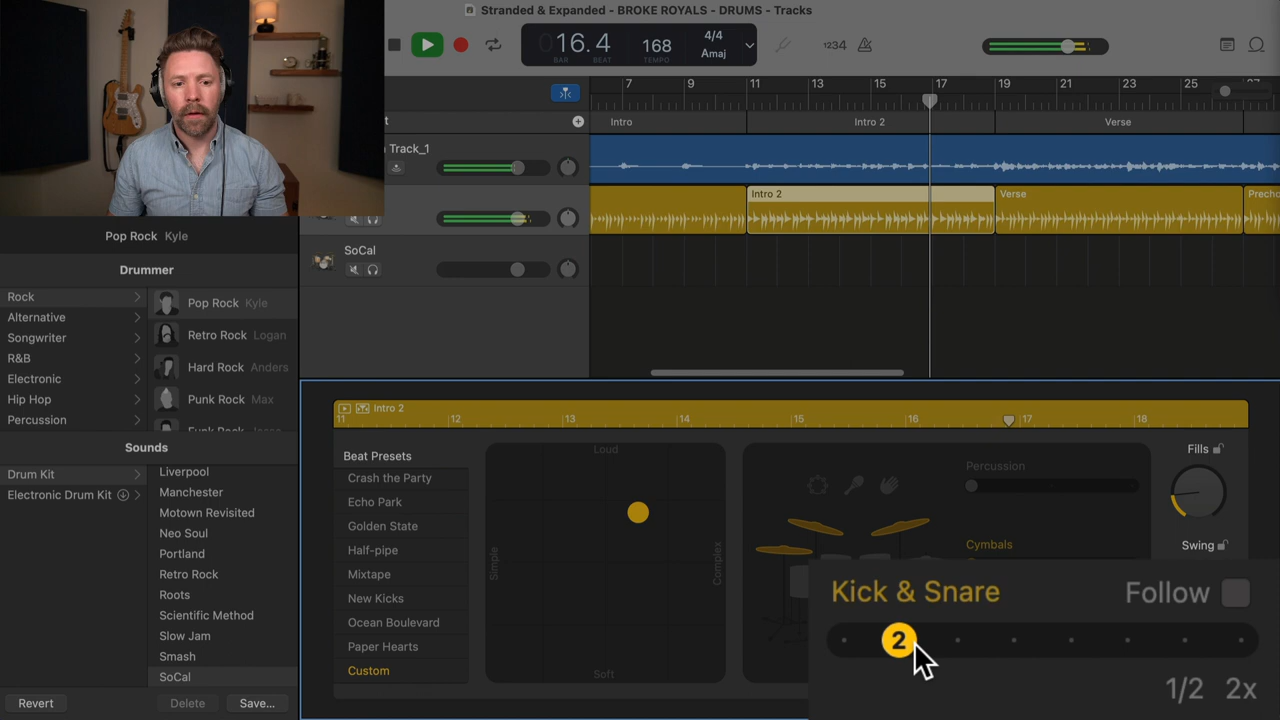 Stranded & Expanded - BROKE ROYALS - DRUMS - Tracks
016.4
BAR BEAT
168
TEMPO
4/4
Amaj
1234
7 9 11 13 15 17 19 21 23 25
Intro Intro 2 Verse
Track_1
Intro 2 Verse Precho
SoCal
Pop Rock Kyle
Drummer
Rock
Alternative
Songwriter
R&B
Electronic
Hip Hop
Percussion
Pop Rock Kyle
Retro Rock Logan
Hard Rock Anders
Punk Rock Max
Sounds
Drum Kit
Electronic Drum Kit
Liverpool
Manchester
Motown Revisited
Neo Soul
Portland
Retro Rock
Roots
Scientific Method
Slow Jam
Smash
SoCal
Revert Delete Save...
Intro 2
11 12 13 14 15 16 17 18
Beat Presets
Crash the Party
Echo Park
Golden State
Half-pipe
Mixtape
New Kicks
Ocean Boulevard
Paper Hearts
Custom
Loud
Simple
Complex
Soft
Percussion
Cymbals
Fills
Swing
Kick & Snare Follow
2
1/2 2x